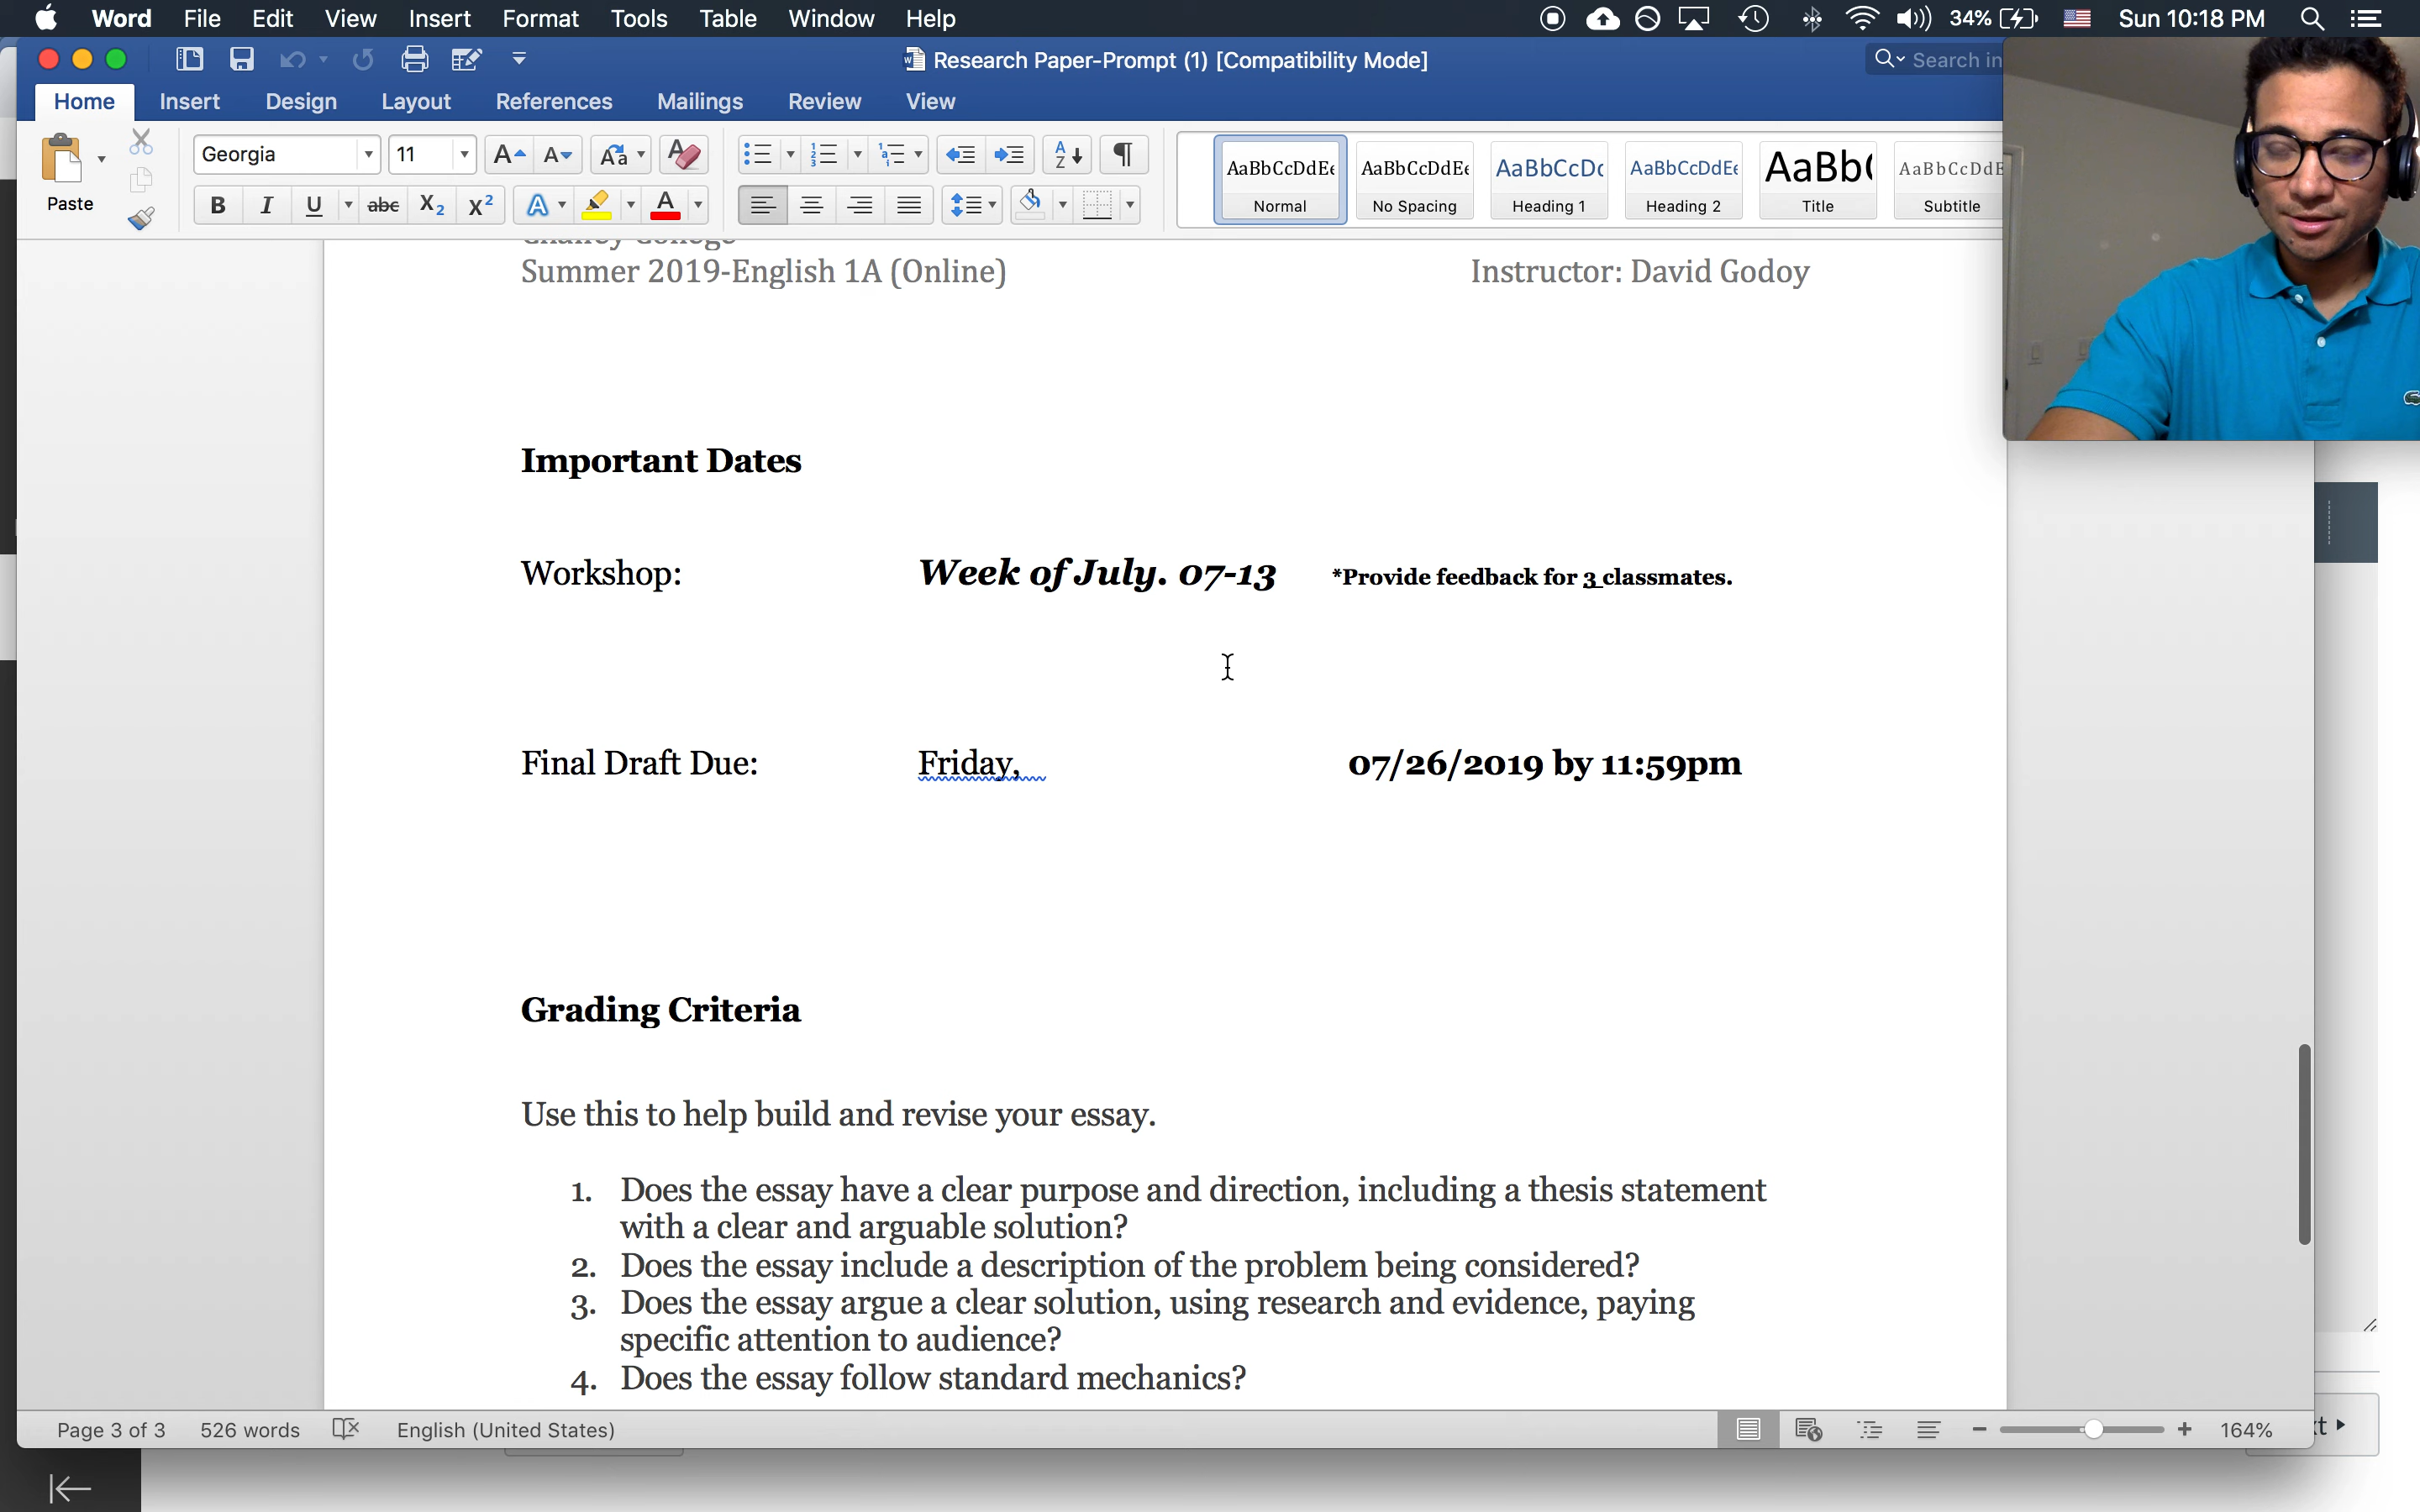 Word File Edit View Insert Format Tools Table Window Help 34% Sun 10:18 PM
Research Paper-Prompt (1) [Compatibility Mode] Search in
Home Insert Design Layout References Mailings Review View
Paste
Georgia 11
AaBbCcDdEe AaBbCcDdEe AaBbCcDc AaBbCcDdEe AaBb( AaBbCcDdE
Normal No Spacing Heading 1 Heading 2 Title Subtitle
Summer 2019-English 1A (Online) Instructor: David Godoy
Important Dates
Workshop: Week of July. 07-13 *Provide feedback for 3 classmates.
Final Draft Due: Friday, 07/26/2019 by 11:59pm
Grading Criteria
Use this to help build and revise your essay.
1. Does the essay have a clear purpose and direction, including a thesis statement
with a clear and arguable solution?
2. Does the essay include a description of the problem being considered?
3. Does the essay argue a clear solution, using research and evidence, paying
specific attention to audience?
4. Does the essay follow standard mechanics?
Page 3 of 3 526 words English (United States) 164%